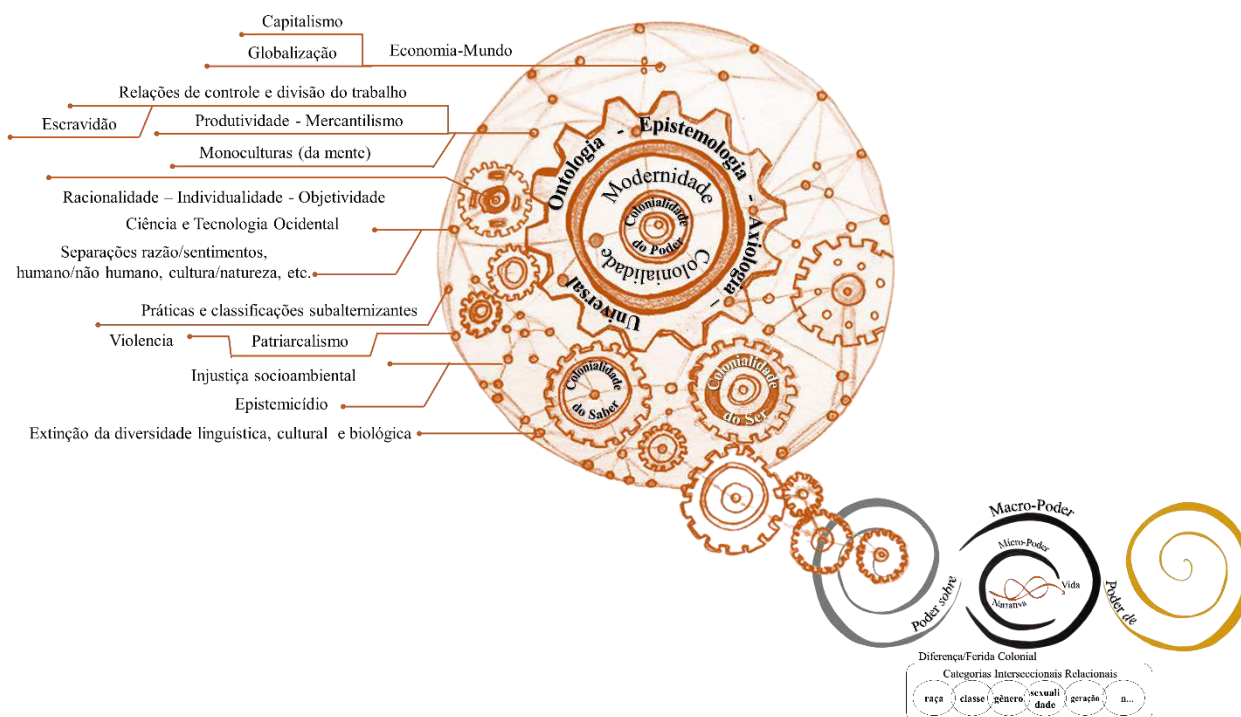 Capitalismo
Globalização
Economia-Mundo
Relações de controle e divisão do trabalho
Escravidão
Produtividade - Mercantilismo
Monoculturas (da mente)
Racionalidade – Individualidade - Objetividade
Ciência e Tecnologia Ocidental
Separações razão/sentimentos,
humano/não humano, cultura/natureza, etc.
Práticas e classificações subalternizantes
Violencia
Patriarcalismo
Injustiça socioambiental
Epistemicídio
Extinção da diversidade linguística, cultural e biológica
Ontologia - Epistemologia - Axiologia – Universal
Modernidade
Colonialidade
do Poder
Colonialidade
Colonialidade
do Saber
Colonialidade
do Ser
Macro-Poder
Micro-Poder
Vida
Narranva
Poder sobre
Poder de
Diferença/Ferida Colonial
Categorias Interseccionais Relacionais
raça
classe
gênero
sexuali
dade
geração
n...